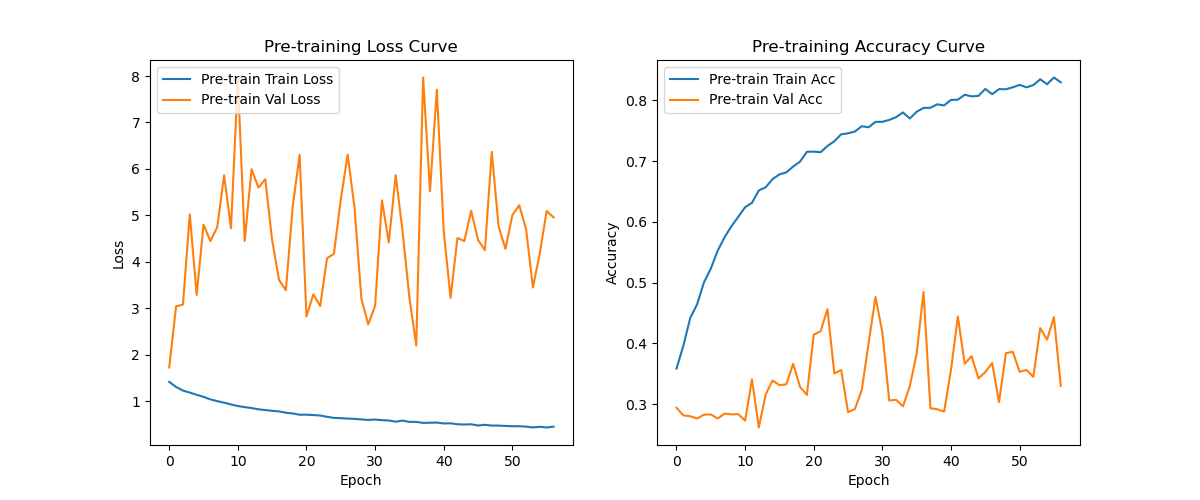 Pre-training Loss Curve
Pre-train Train Loss
Pre-train Val Loss
8
7
6
5
4
3
2
1
Loss
0
10
20
30
40
50
Epoch
Pre-training Accuracy Curve
Pre-train Train Acc
Pre-train Val Acc
0.8
0.7
0.6
0.5
0.4
0.3
Accuracy
0
10
20
30
40
50
Epoch